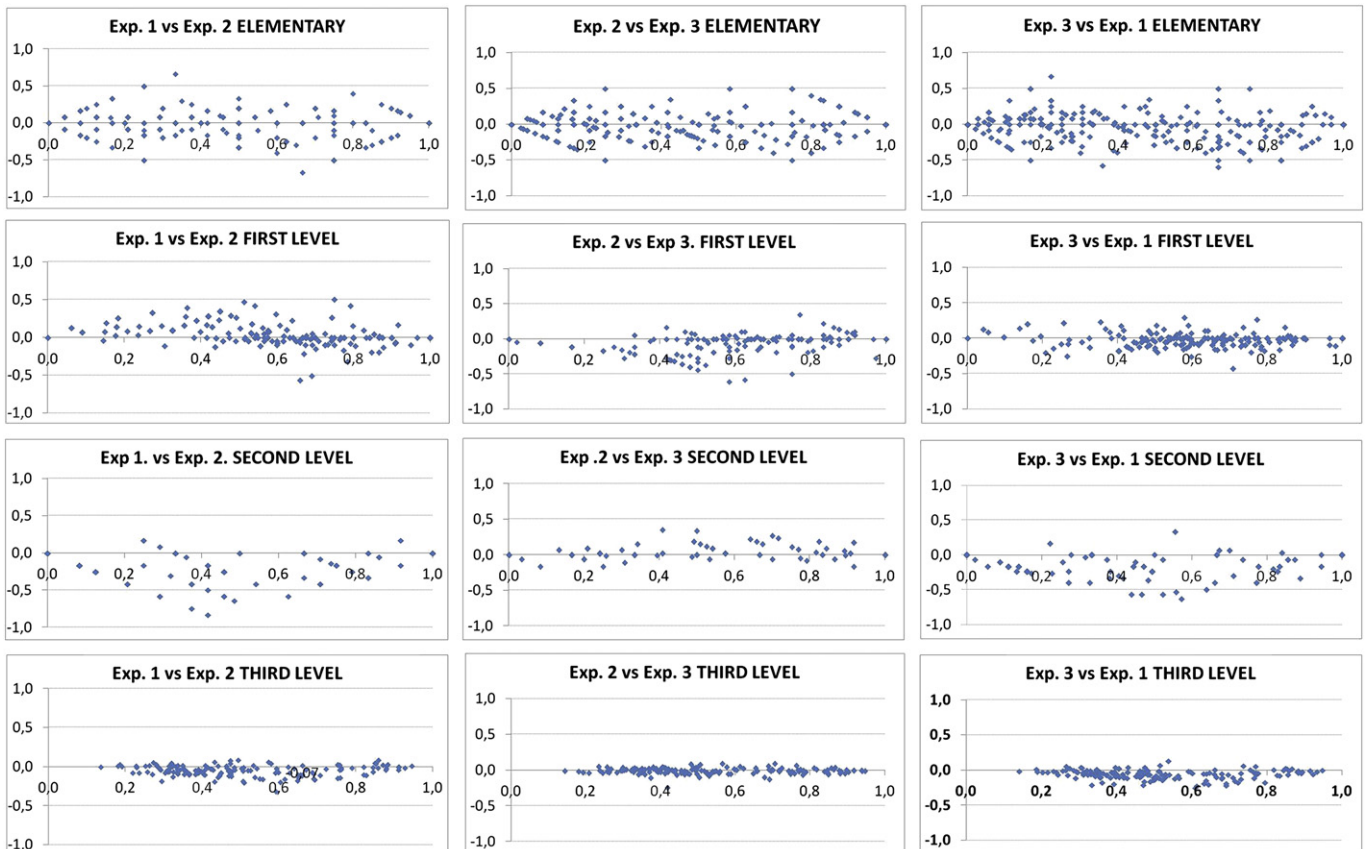 Exp. 1 vs Exp. 2 ELEMENTARY
1,0
0,5
0,0
0,0 0,2 0,4 0,6 0,8 1,0
-0,5
-1,0
Exp. 2 vs Exp. 3 ELEMENTARY
1,0
0,5
0,0
0,0 0,2 0,4 0,6 0,8 1,0
-0,5
-1,0
Exp. 3 vs Exp. 1 ELEMENTARY
1,0
0,5
0,0
0,0 0,2 0,4 0,6 0,8 1,0
-0,5
-1,0
Exp. 1 vs Exp. 2 FIRST LEVEL
1,0
0,5
0,0
0,0 0,2 0,4 0,6 0,8 1,0
-0,5
-1,0
Exp. 2 vs Exp 3. FIRST LEVEL
1,0
0,5
0,0
0,0 0,2 0,4 0,6 0,8 1,0
-0,5
-1,0
Exp. 3 vs Exp. 1 FIRST LEVEL
1,0
0,5
0,0
0,0 0,2 0,4 0,6 0,8 1,0
-0,5
-1,0
Exp 1. vs Exp. 2. SECOND LEVEL
1,0
0,5
0,0
0,0 0,2 0,4 0,6 0,8 1,0
-0,5
-1,0
Exp .2 vs Exp. 3 SECOND LEVEL
1,0
0,5
0,0
0,0 0,2 0,4 0,6 0,8 1,0
-0,5
-1,0
Exp. 3 vs Exp. 1 SECOND LEVEL
1,0
0,5
0,0
0,0 0,2 0,4 0,6 0,8 1,0
-0,5
-1,0
Exp. 1 vs Exp. 2 THIRD LEVEL
1,0
0,5
0,0
-0,07
0,0 0,2 0,4 0,6 0,8 1,0
-0,5
-1,0
Exp. 2 vs Exp. 3 THIRD LEVEL
1,0
0,5
0,0
0,0 0,2 0,4 0,6 0,8 1,0
-0,5
-1,0
Exp. 3 vs Exp. 1 THIRD LEVEL
1,0
0,5
0,0
0,0 0,2 0,4 0,6 0,8 1,0
-0,5
-1,0